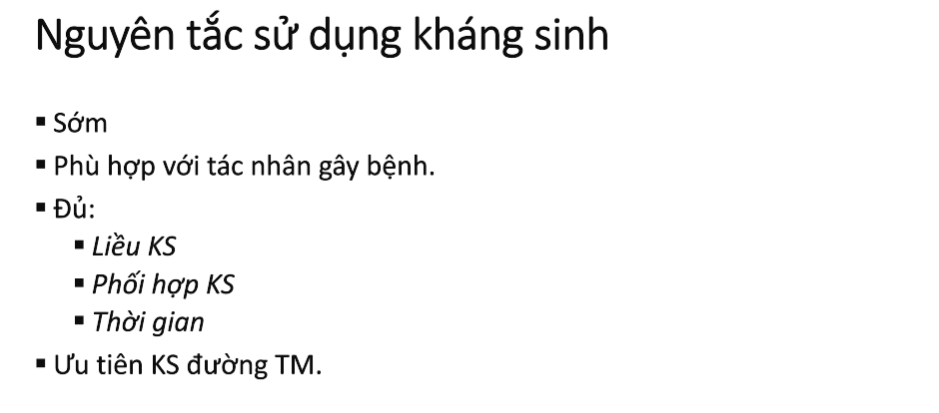 Nguyên tắc sử dụng kháng sinh
▪ Sớm
▪ Phù hợp với tác nhân gây bệnh.
▪ Đủ:
▪ Liều KS
▪ Phối hợp KS
▪ Thời gian
▪ Ưu tiên KS đường TM.